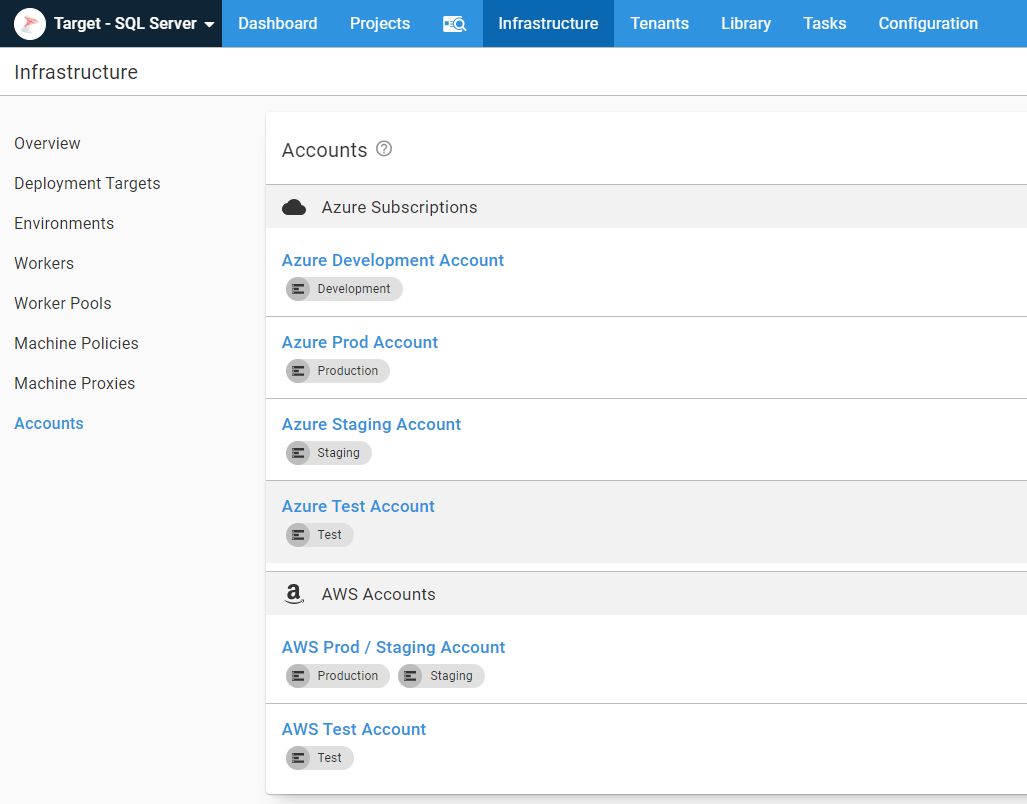 Target - SQL Server Dashboard Projects Infrastructure Tenants Library Tasks Configuration
Infrastructure
Overview
Deployment Targets
Environments
Workers
Worker Pools
Machine Policies
Machine Proxies
Accounts
Accounts
Azure Subscriptions
Azure Development Account
Development
Azure Prod Account
Production
Azure Staging Account
Staging
Azure Test Account
Test
AWS Accounts
AWS Prod / Staging Account
Production Staging
AWS Test Account
Test